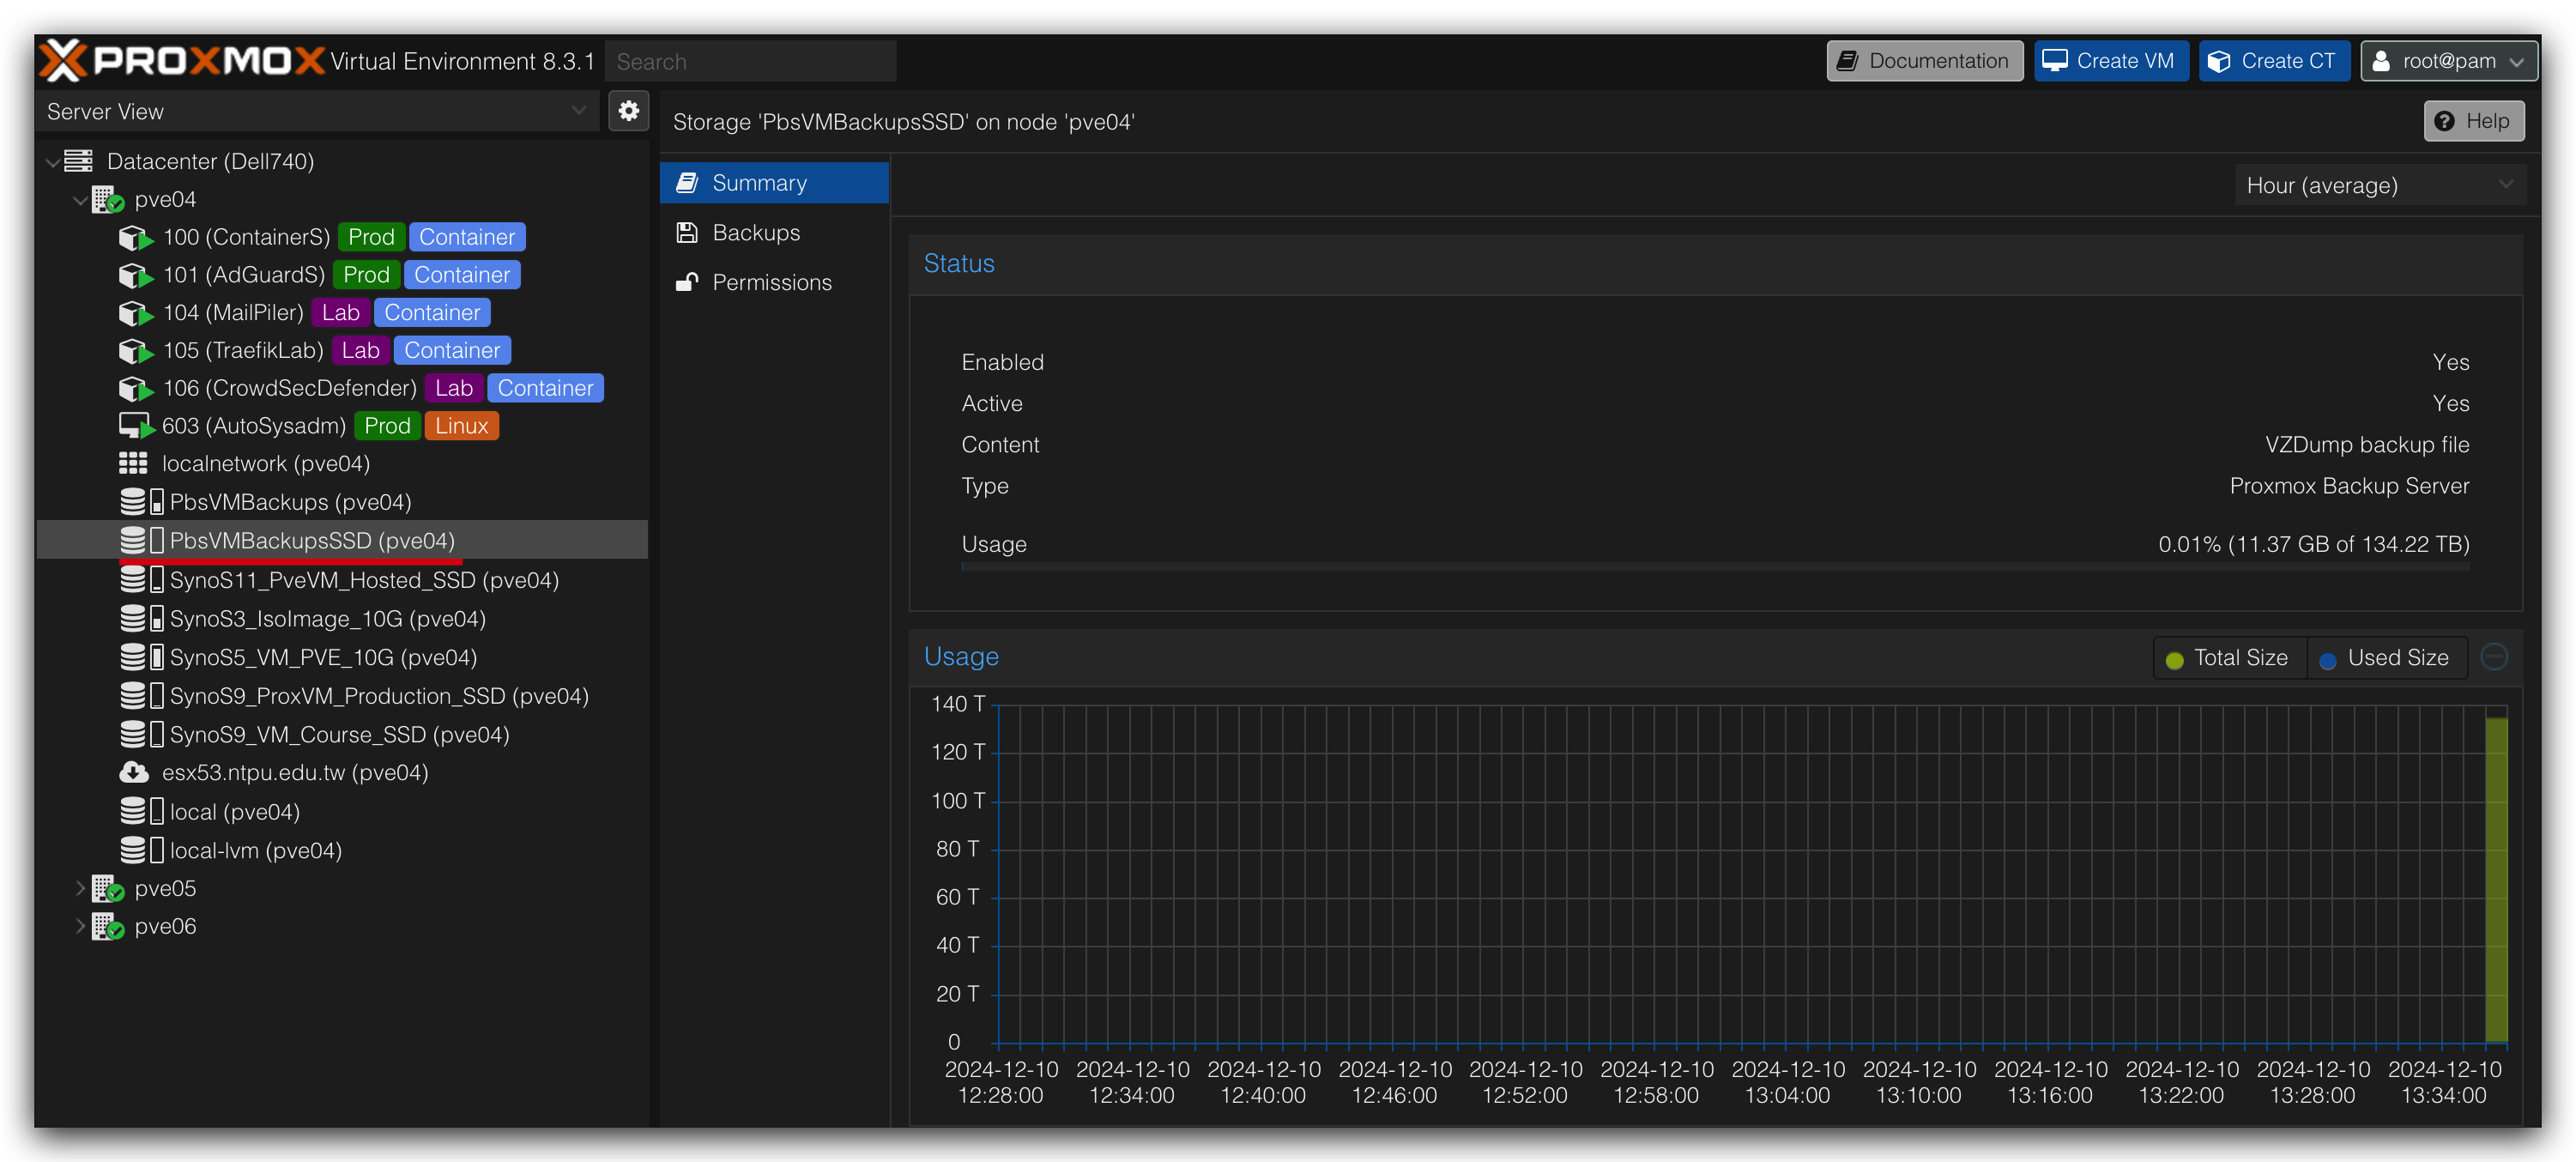 PROXMOX Virtual Environment 8.3.1 Search Documentation Create VM Create CT root@pam
Server View
Storage 'PbsVMBackupsSSD' on node 'pve04' Help
Datacenter (Dell740)
pve04
100 (ContainerS) Prod Container
101 (AdGuardS) Prod Container
104 (MailPiler) Lab Container
105 (TraefikLab) Lab Container
106 (CrowdSecDefender) Lab Container
603 (AutoSysadm) Prod Linux
localnetwork (pve04)
PbsVMBackups (pve04)
PbsVMBackupsSSD (pve04)
SynoS11_PveVM_Hosted_SSD (pve04)
SynoS3_IsoImage_10G (pve04)
SynoS5_VM_PVE_10G (pve04)
SynoS9_ProxVM_Production_SSD (pve04)
SynoS9_VM_Course_SSD (pve04)
esx53.ntpu.edu.tw (pve04)
local (pve04)
local-lvm (pve04)
pve05
pve06
Summary
Backups
Permissions
Hour (average)
Status
Enabled Yes
Active Yes
Content VZDump backup file
Type Proxmox Backup Server
Usage 0.01% (11.37 GB of 134.22 TB)
Usage Total Size Used Size
140 T
120 T
100 T
80 T
60 T
40 T
20 T
0
2024-12-10 2024-12-10 2024-12-10 2024-12-10 2024-12-10 2024-12-10 2024-12-10 2024-12-10 2024-12-10 2024-12-10 2024-12-10 2024-12-10
12:28:00 12:34:00 12:40:00 12:46:00 12:52:00 12:58:00 13:04:00 13:10:00 13:16:00 13:22:00 13:28:00 13:34:00